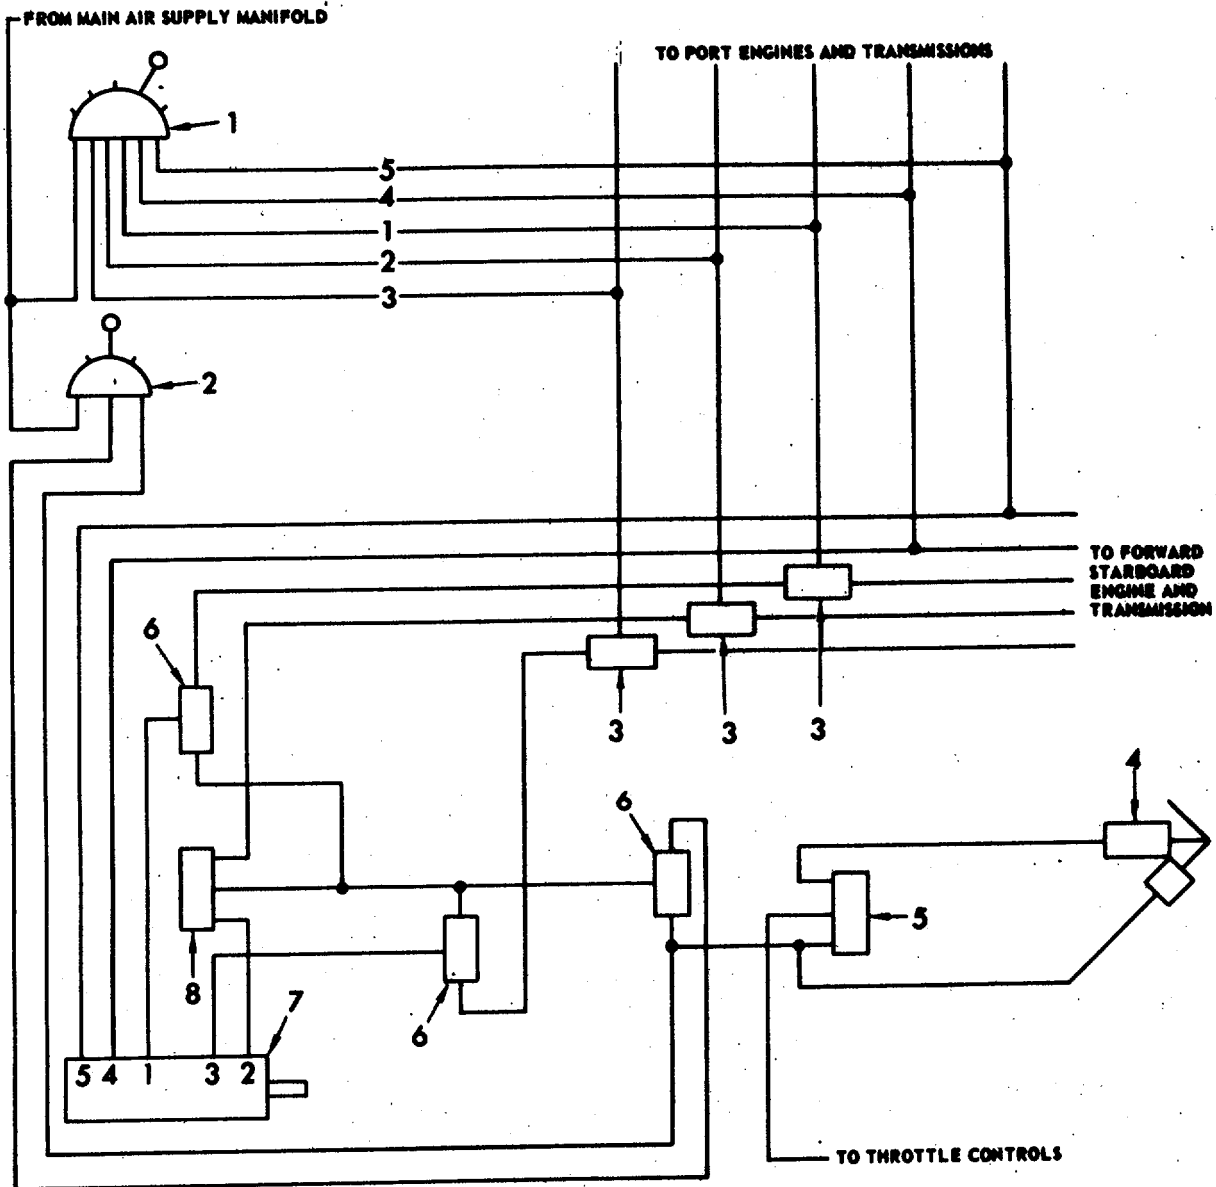 FROM MAIN AIR SUPPLY MANIFOLD
TO PORT ENGINES AND TRANSMISSIONS
1
5
4
1
2
3
2
TO FORWARD
STARBOARD
ENGINE AND
TRANSMISSION
6
3
3
3
4
6
5
8
7
6
5 4 1 3 2
TO THROTTLE CONTROLS